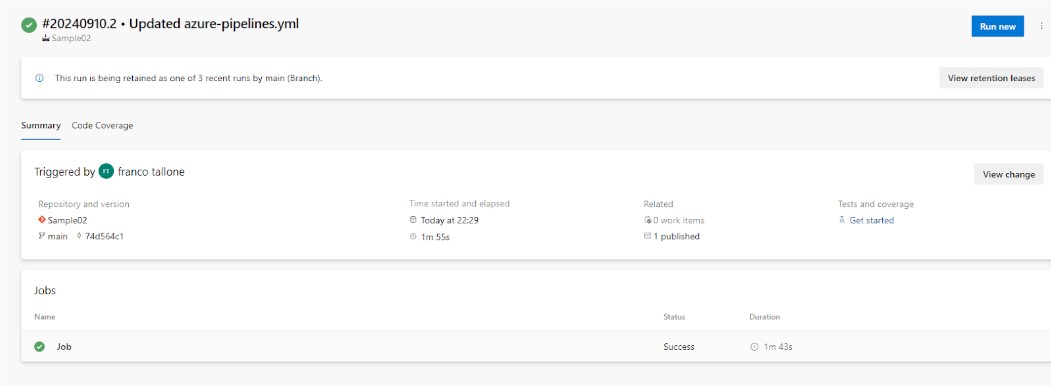 #20240910.2 • Updated azure-pipelines.yml
Sample02
Run new
This run is being retained as one of 3 recent runs by main (Branch).
View retention leases
Summary Code Coverage
Triggered by FT franco tallone
View change
Repository and version
Time started and elapsed
Related
Tests and coverage
Sample02
Today at 22:29
0 work items
Get started
main 74d564c1
1m 55s
1 published
Jobs
Name Status Duration
Job Success 1m 43s